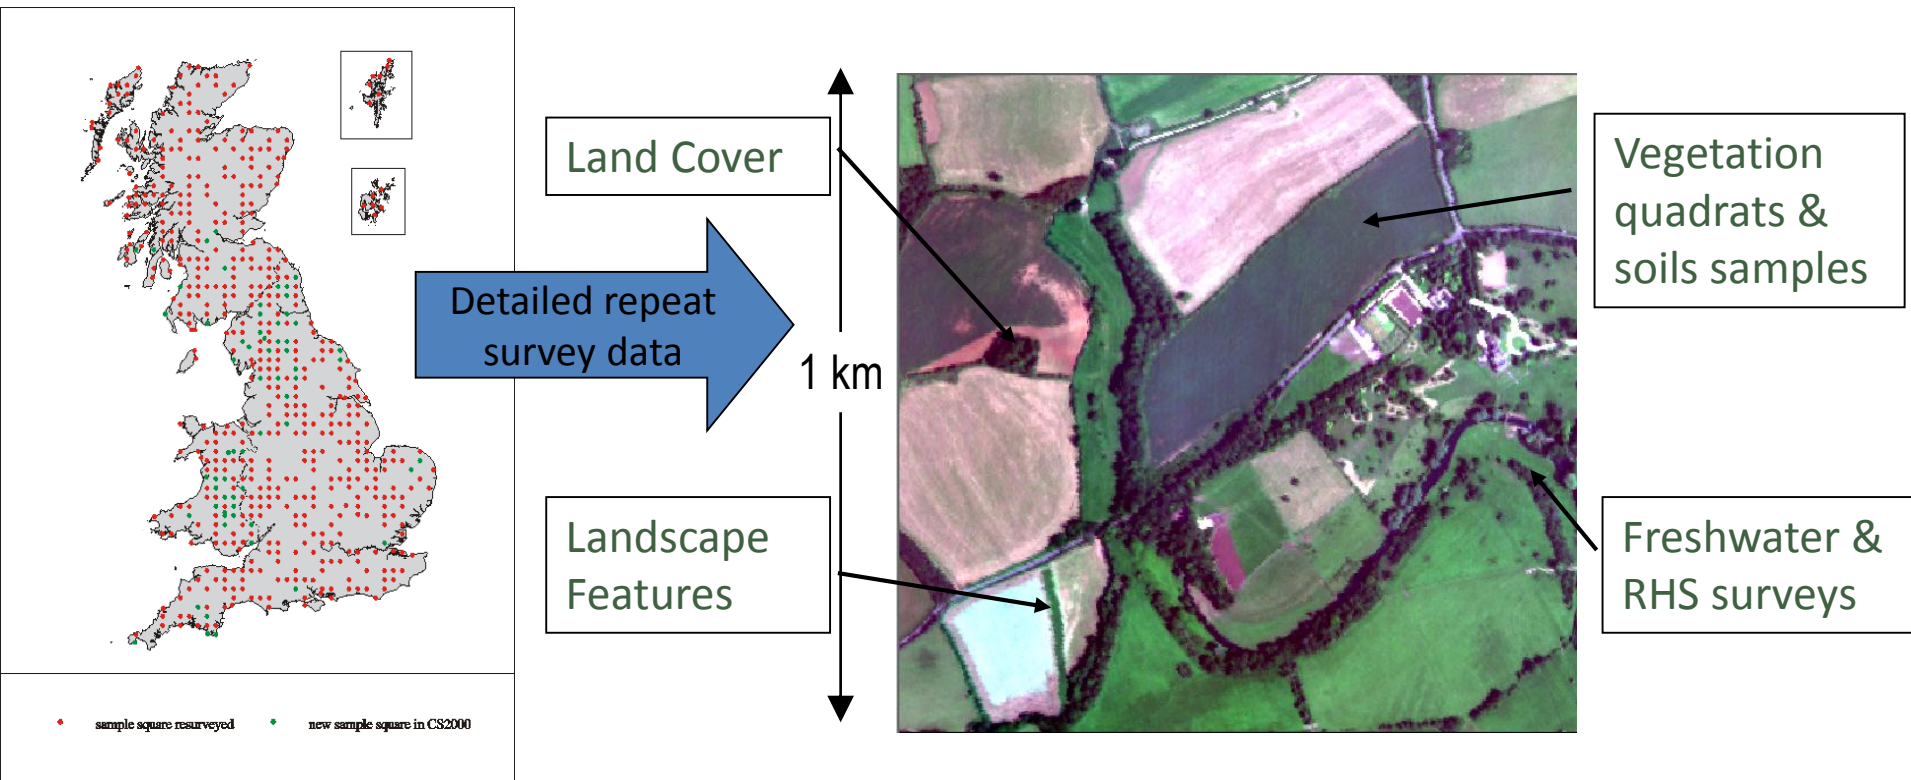 Land Cover
Detailed repeat
survey data
1 km
Landscape
Features
Vegetation
quadrats &
soils samples
Freshwater &
RHS surveys
sample square resurveyed
new sample square in CS2000